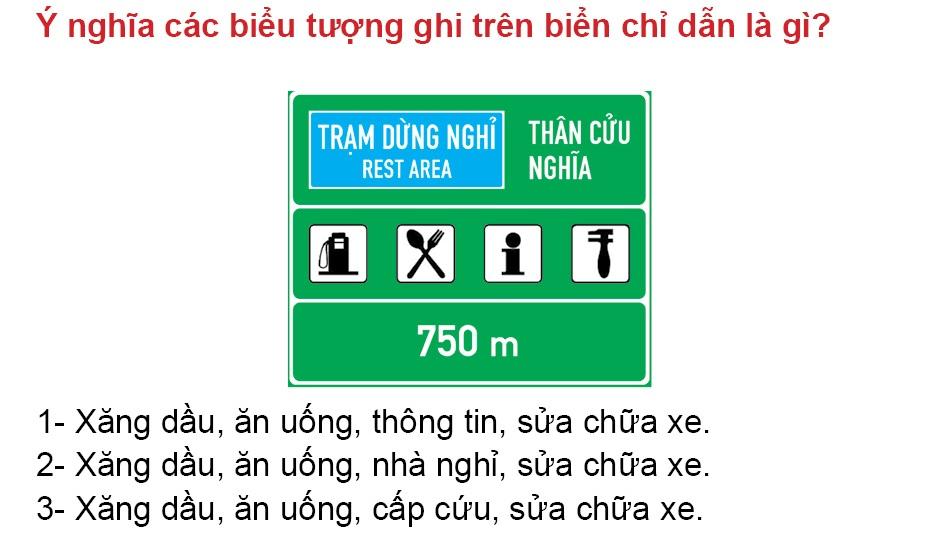 Ý nghĩa các biểu tượng ghi trên biển chỉ dẫn là gì?
TRẠM DỪNG NGHỈ
REST AREA
THÂN CỬU
NGHĨA
750 m
1- Xăng dầu, ăn uống, thông tin, sửa chữa xe.
2- Xăng dầu, ăn uống, nhà nghỉ, sửa chữa xe.
3- Xăng dầu, ăn uống, cấp cứu, sửa chữa xe.